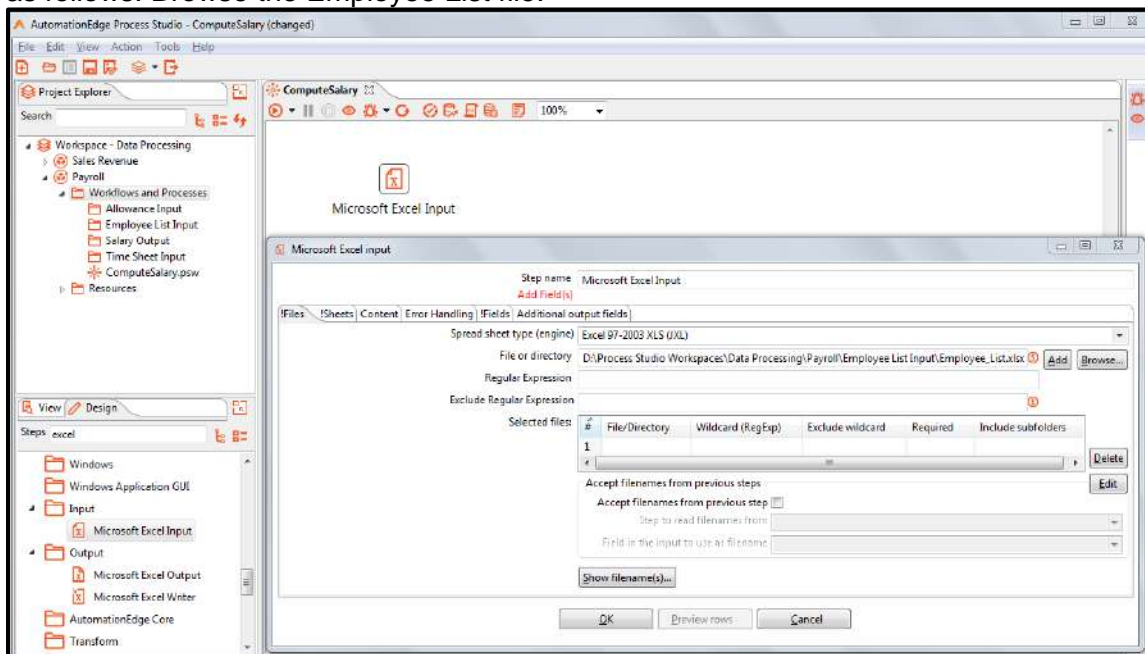 as follows. Browse the Employee List file.
AutomationEdge Process Studio - ComputeSalary (changed)
File Edit View Action Tools Help
Project Explorer
Search
Workspace - Data Processing
Sales Revenue
Payroll
Workflows and Processes
Allowance Input
Employee List Input
Salary Output
Time Sheet Input
ComputeSalary.psw
Resources
View Design
Steps excel
Windows
Windows Application GUI
Input
Microsoft Excel Input
Output
Microsoft Excel Output
Microsoft Excel Writer
AutomationEdge Core
Transform
ComputeSalary
100%
Microsoft Excel Input
Microsoft Excel input
Step name Microsoft Excel Input
Add Field(s)
!Files !Sheets Content Error Handling !Fields Additional output fields
Spread sheet type (engine) Excel 97-2003 XLS (JXL)
File or directory D:\Process Studio Workspaces\Data Processing\Payroll\Employee List Input\Employee_List.xlsx Add Browse...
Regular Expression
Exclude Regular Expression
Selected files: # File/Directory Wildcard (RegExp) Exclude wildcard Required Include subfolders
1
Delete
Edit
Accept filenames from previous steps
Accept filenames from previous step
Step to read filenames from
Field in the input to use as filename
Show filename(s)...
OK Preview rows Cancel